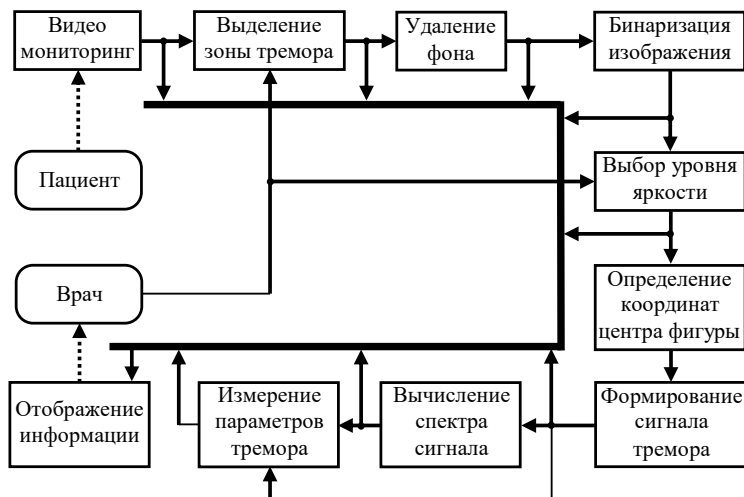 Видео
мониторинг
Выделение
зоны тремора
Удаление
фона
Бинаризация
изображения
Пациент
Выбор уровня
яркости
Врач
Определение
координат
центра фигуры
Отображение
информации
Измерение
параметров
тремора
Вычисление
спектра
сигнала
Формирование
сигнала
тремора